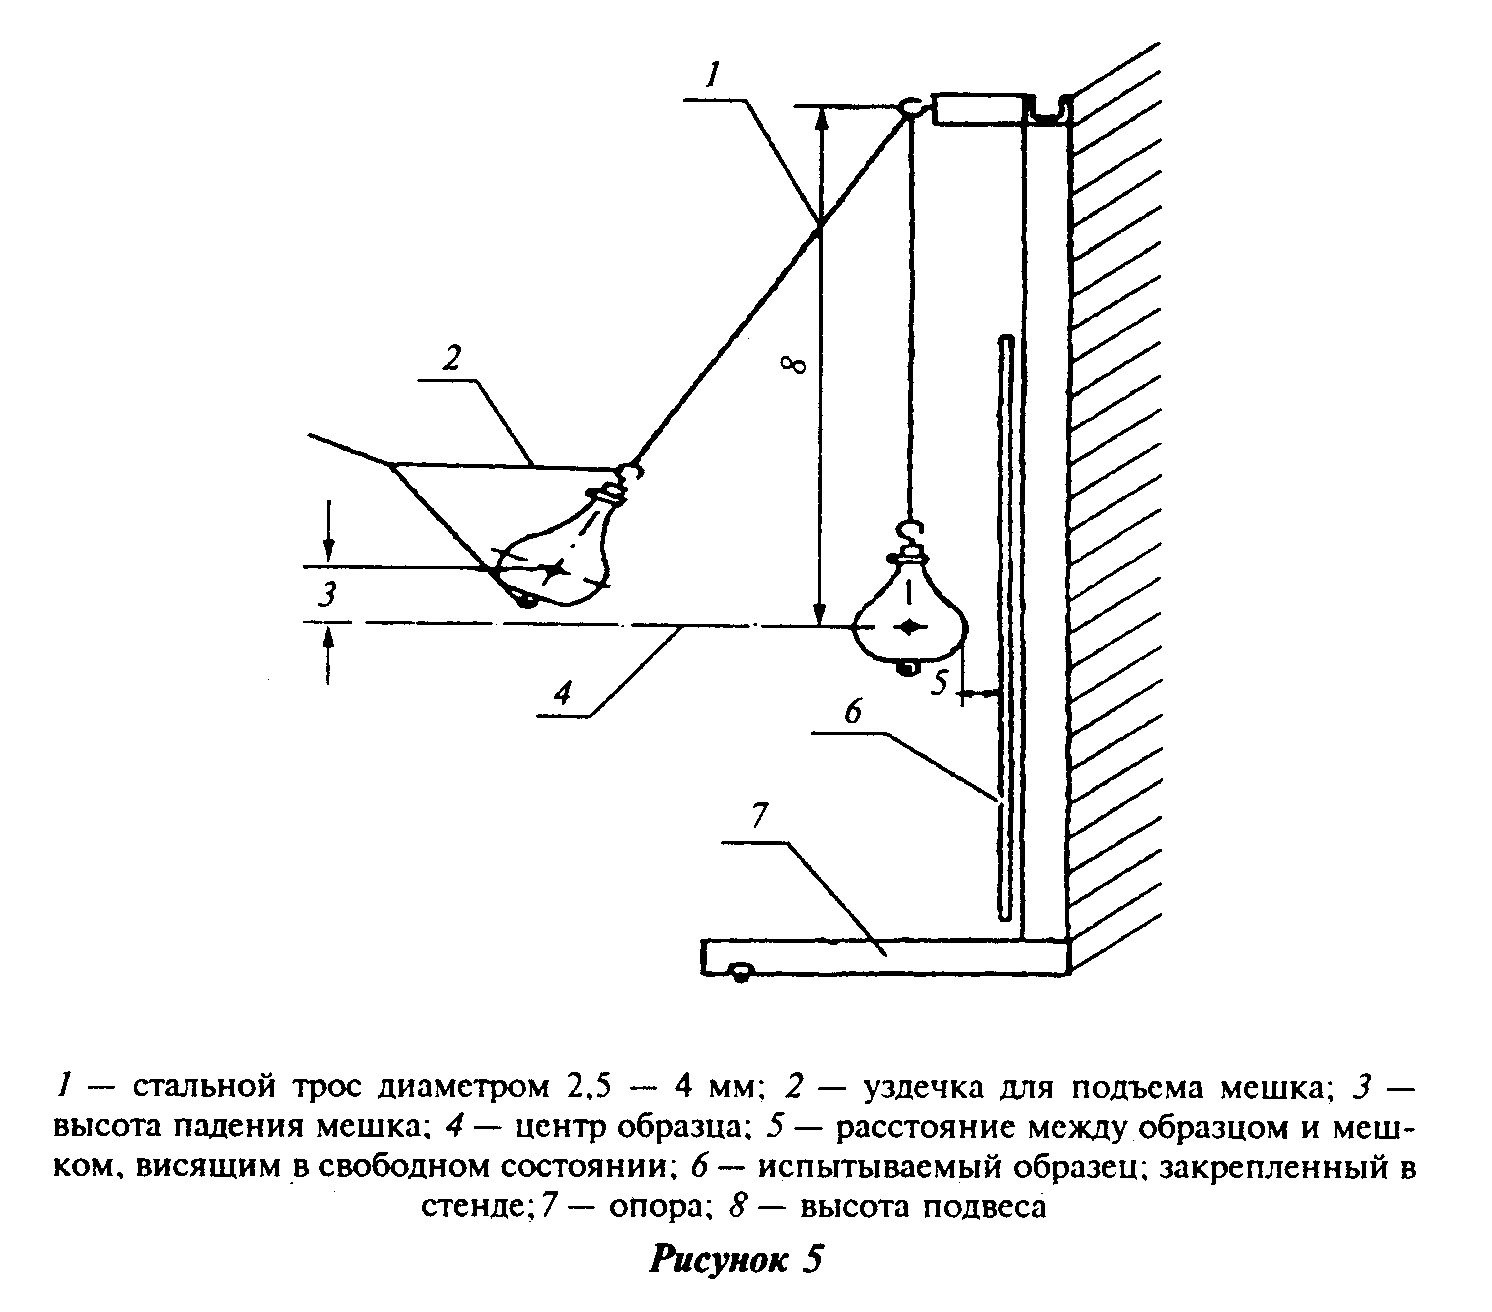 1
2
8
3
4
5
6
7
1 — стальной трос диаметром 2,5 — 4 мм; 2 — уздечка для подъема мешка; 3 —
высота падения мешка; 4 — центр образца; 5 — расстояние между образцом и меш-
ком, висящим в свободном состоянии; 6 — испытываемый образец; закрепленный в
стенде; 7 — опора; 8 — высота подвеса
Рисунок 5